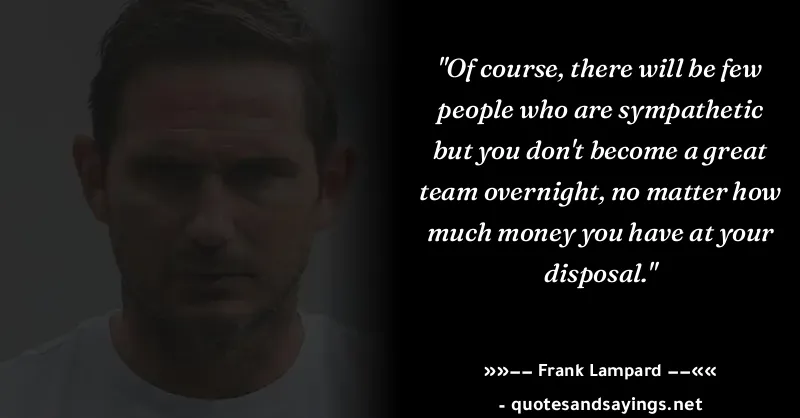 "Of course, there will be few
people who are sympathetic
but you don't become a great
team overnight, no matter how
much money you have at your
disposal."
»»−− Frank Lampard −−««
- quotesandsayings.net